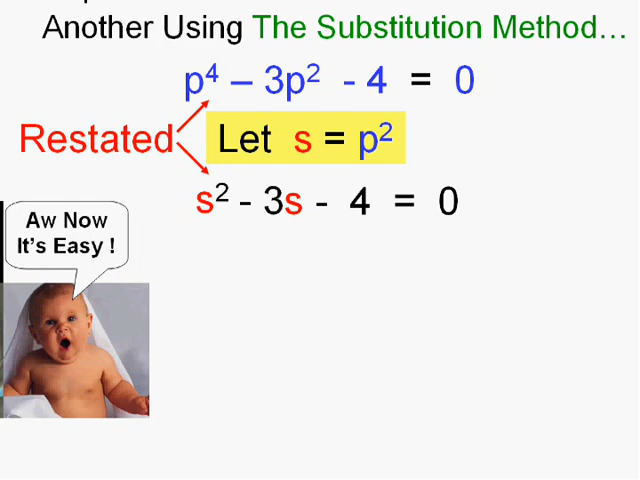 Another Using The Substitution Method...
p⁴ – 3p² - 4 = 0
Restated
Let s = p²
s² - 3s - 4 = 0
Aw Now
It's Easy !